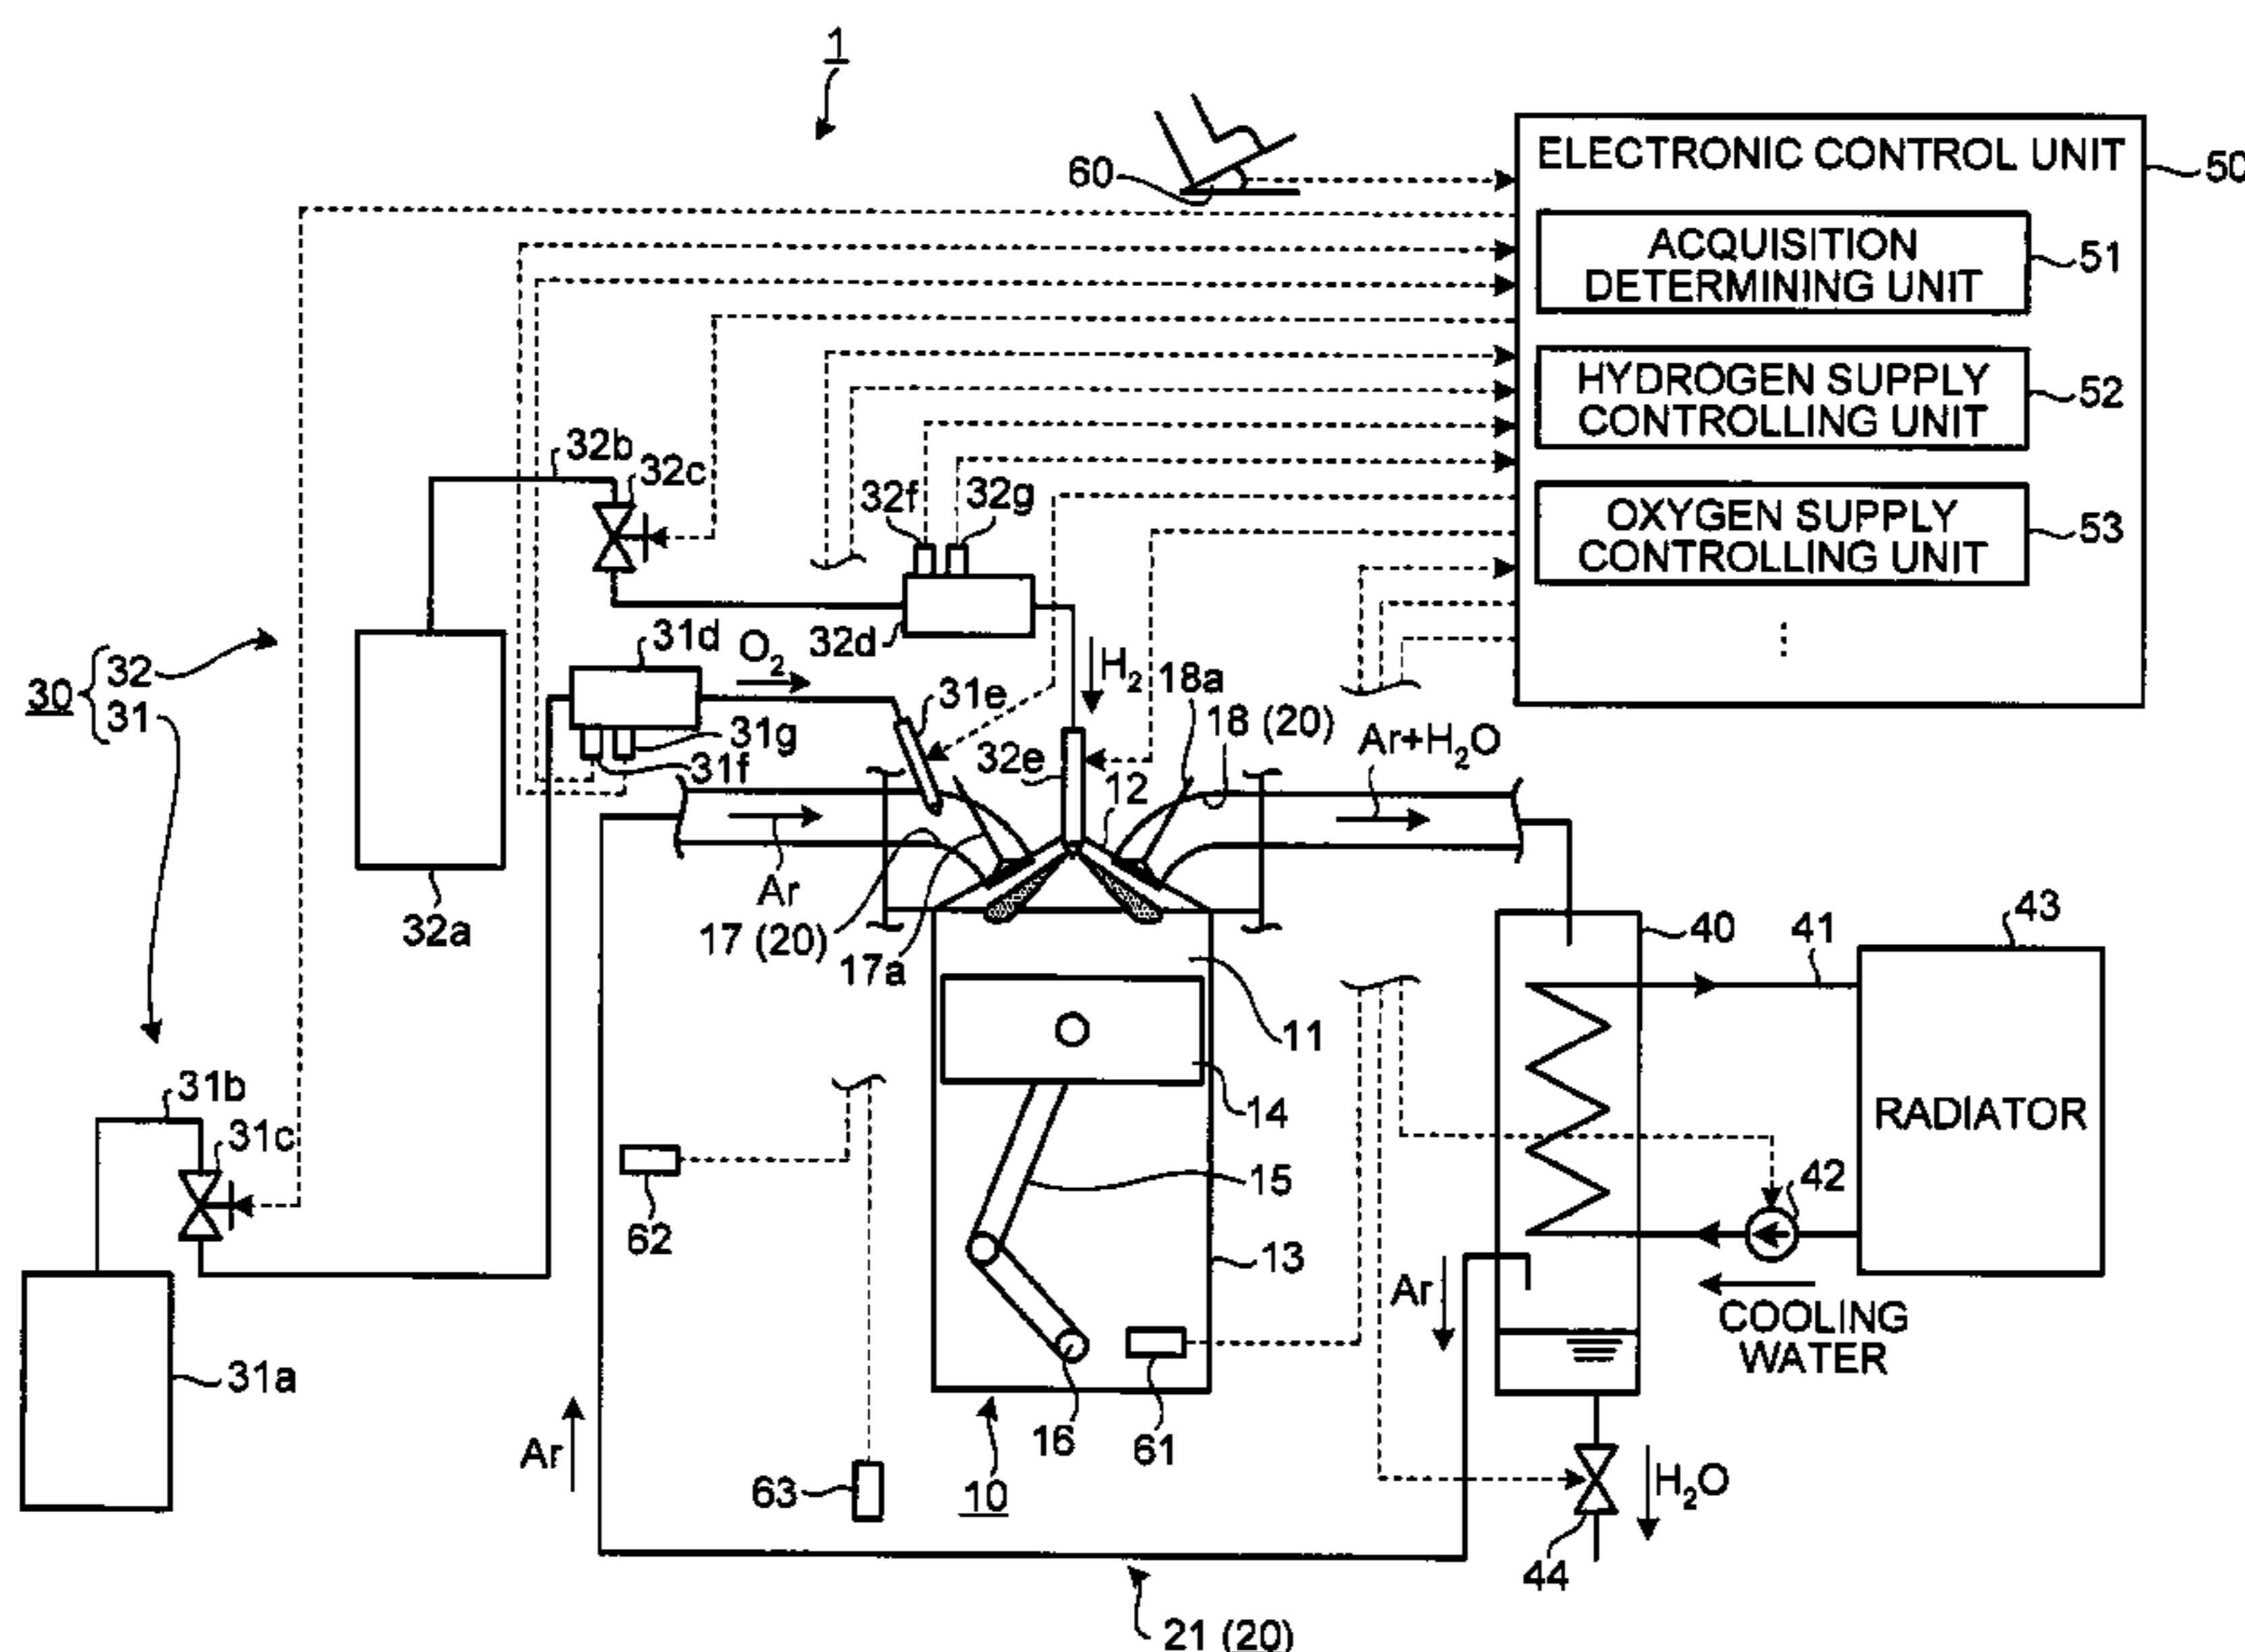 1
60
ELECTRONIC CONTROL UNIT
50
ACQUISITION
DETERMINING UNIT
51
HYDROGEN SUPPLY
CONTROLLING UNIT
52
OXYGEN SUPPLY
CONTROLLING UNIT
53
⋮
32b
32c
32f
32g
32d
H₂
31d
O₂
31e
18a
18 (20)
30
32
31
31g
31f
32e
12
Ar+H₂O
Ar
32a
17 (20)
17a
11
40
41
43
RADIATOR
31b
31c
14
15
42
62
13
Ar
COOLING
WATER
31a
Ar
63
10
16
61
H₂O
44
21 (20)